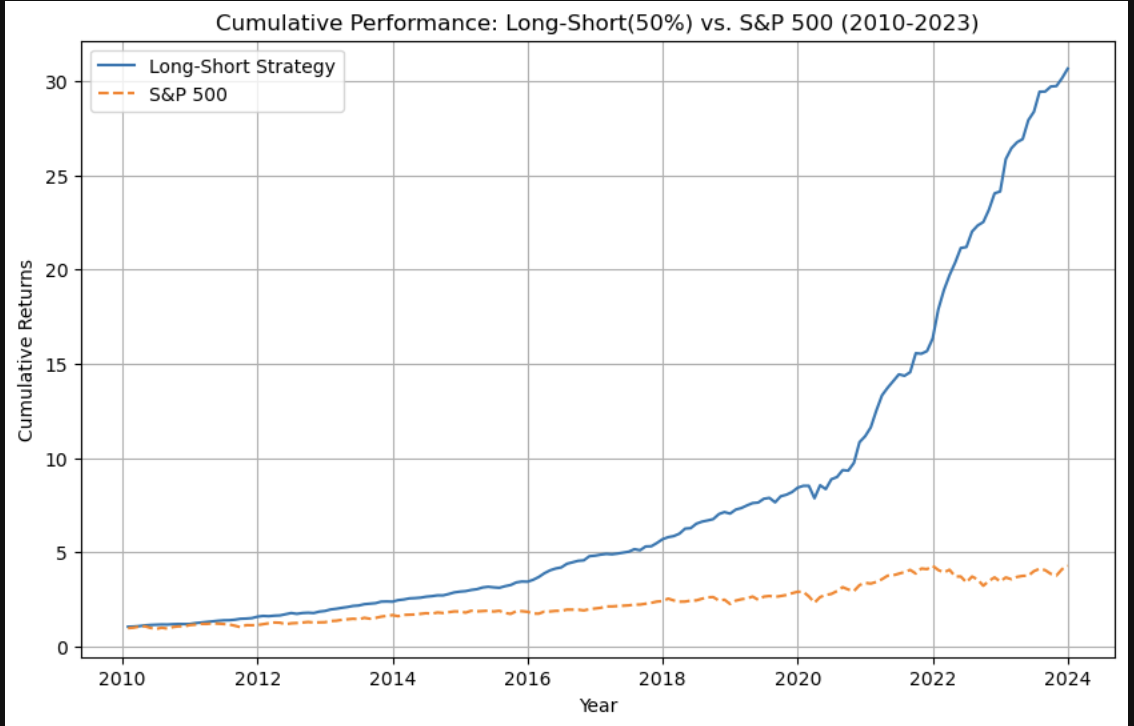 Cumulative Performance: Long-Short(50%) vs. S&P 500 (2010-2023)
Long-Short Strategy
S&P 500
30
25
20
15
10
5
0
Cumulative Returns
2010 2012 2014 2016 2018 2020 2022 2024
Year